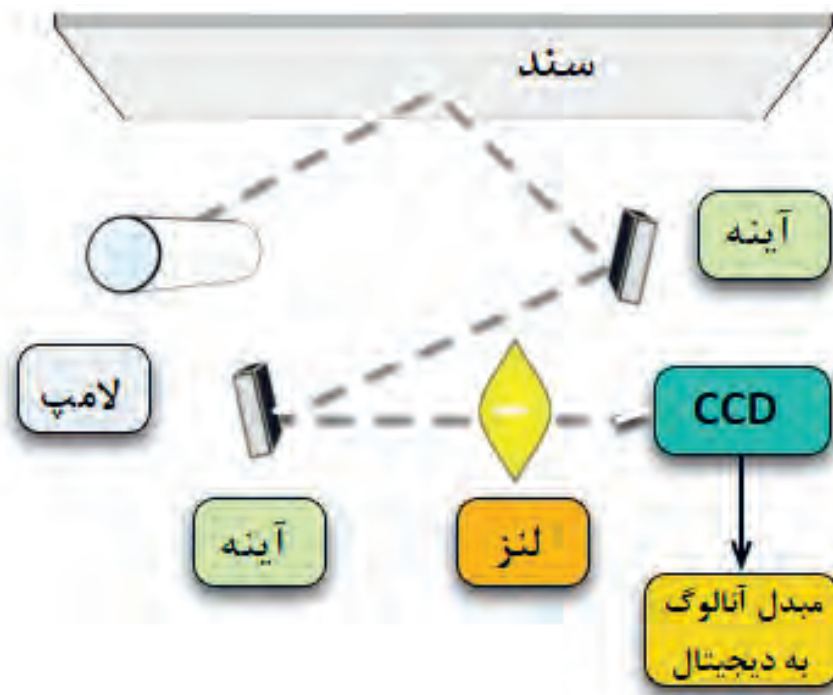 سند
آینه
لامپ
CCD
آینه
لنز
مبدل آنالوگ
به دیجیتال